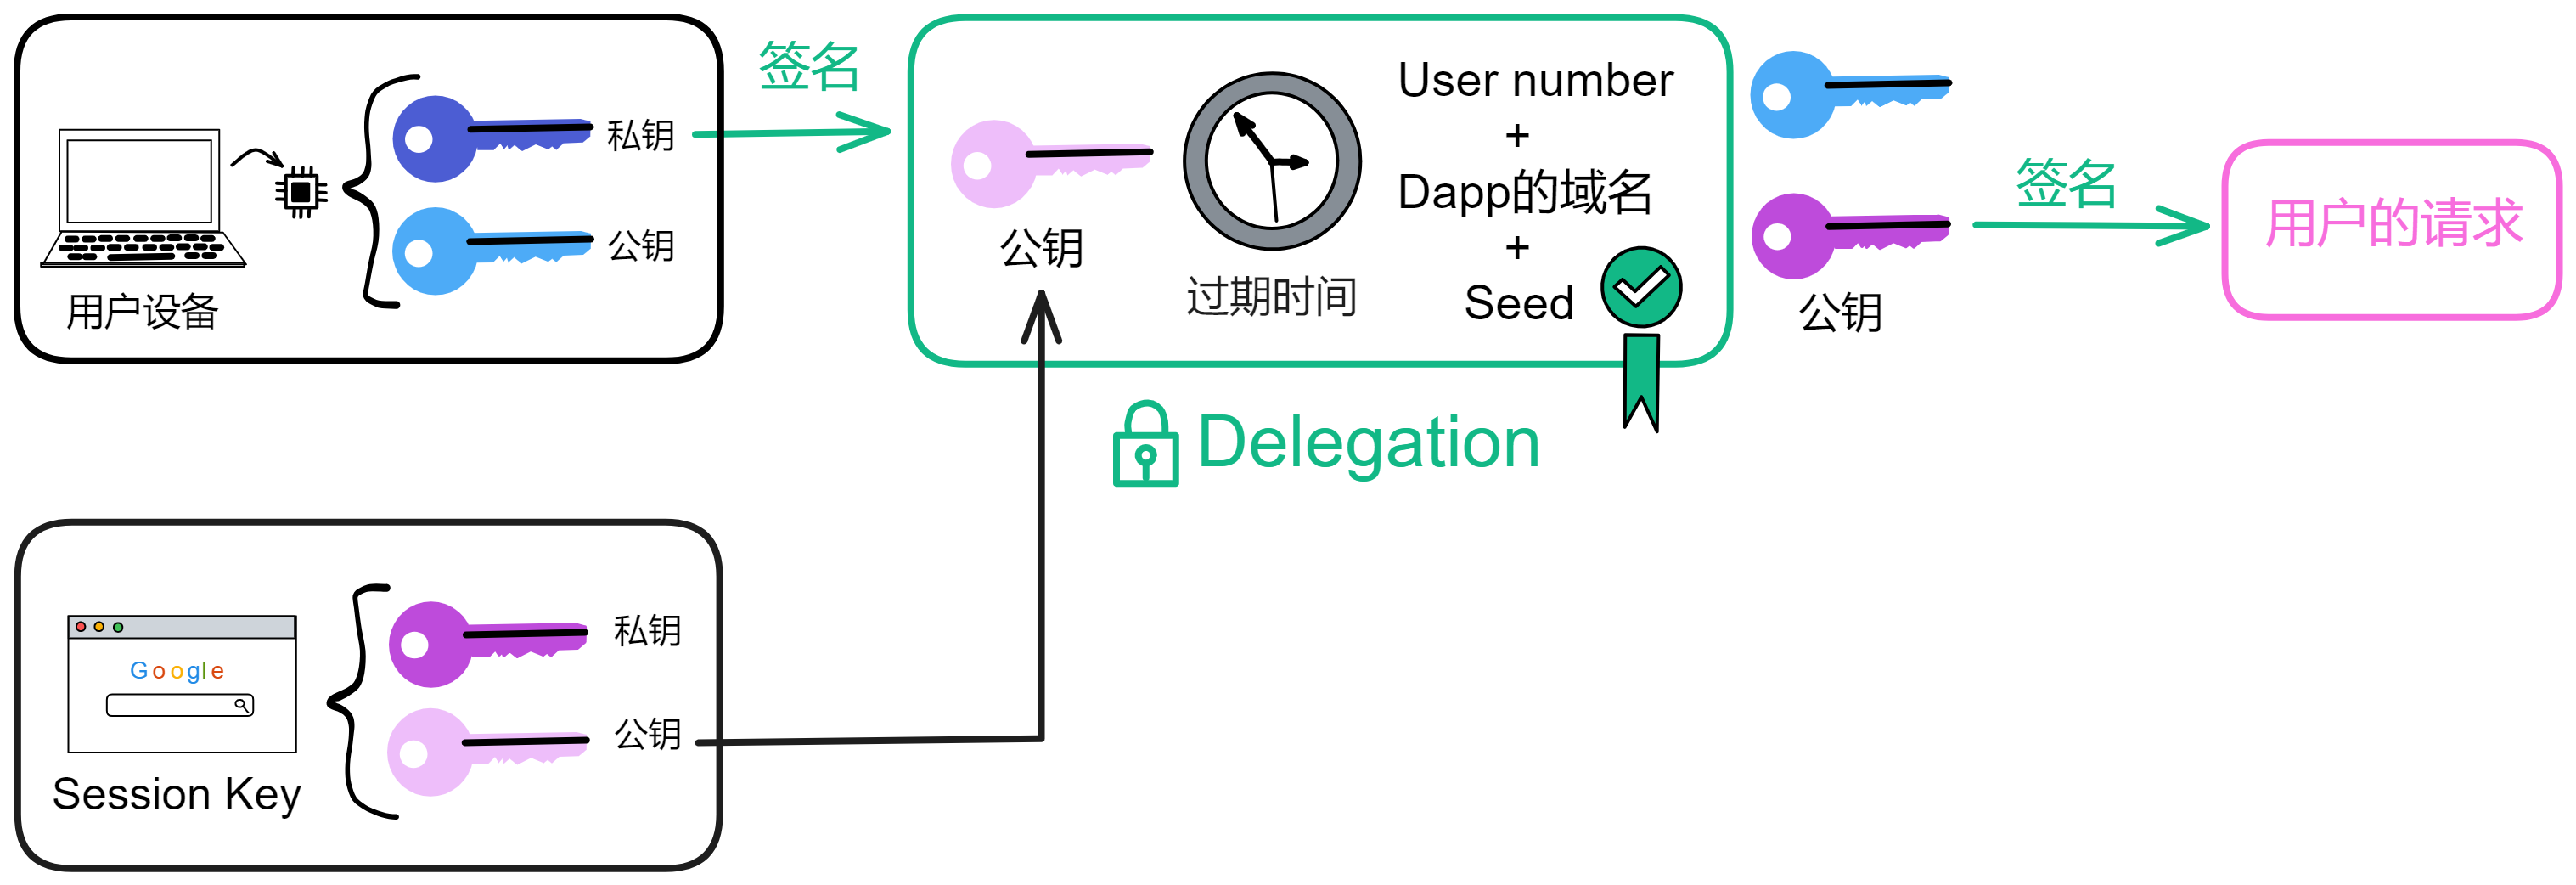 用户设备
私钥
公钥
签名
公钥
过期时间
User number
+
Dapp的域名
+
Seed
Delegation
公钥
签名
用户的请求
Google
Session Key
私钥
公钥